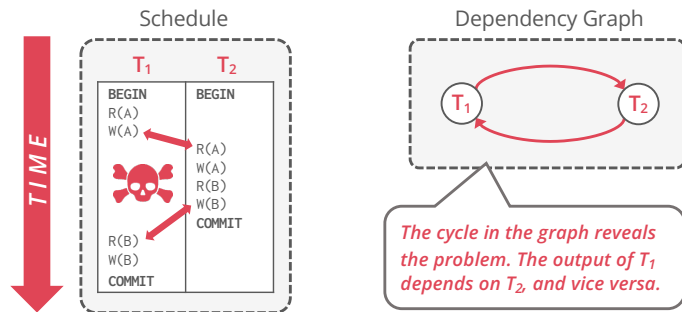 Schedule
Dependency Graph
TIME
T1 T2
BEGIN BEGIN
R(A)
W(A)
R(A)
W(A)
R(B)
W(B)
COMMIT
R(B)
W(B)
COMMIT
T1
T2
The cycle in the graph reveals
the problem. The output of T1
depends on T2, and vice versa.